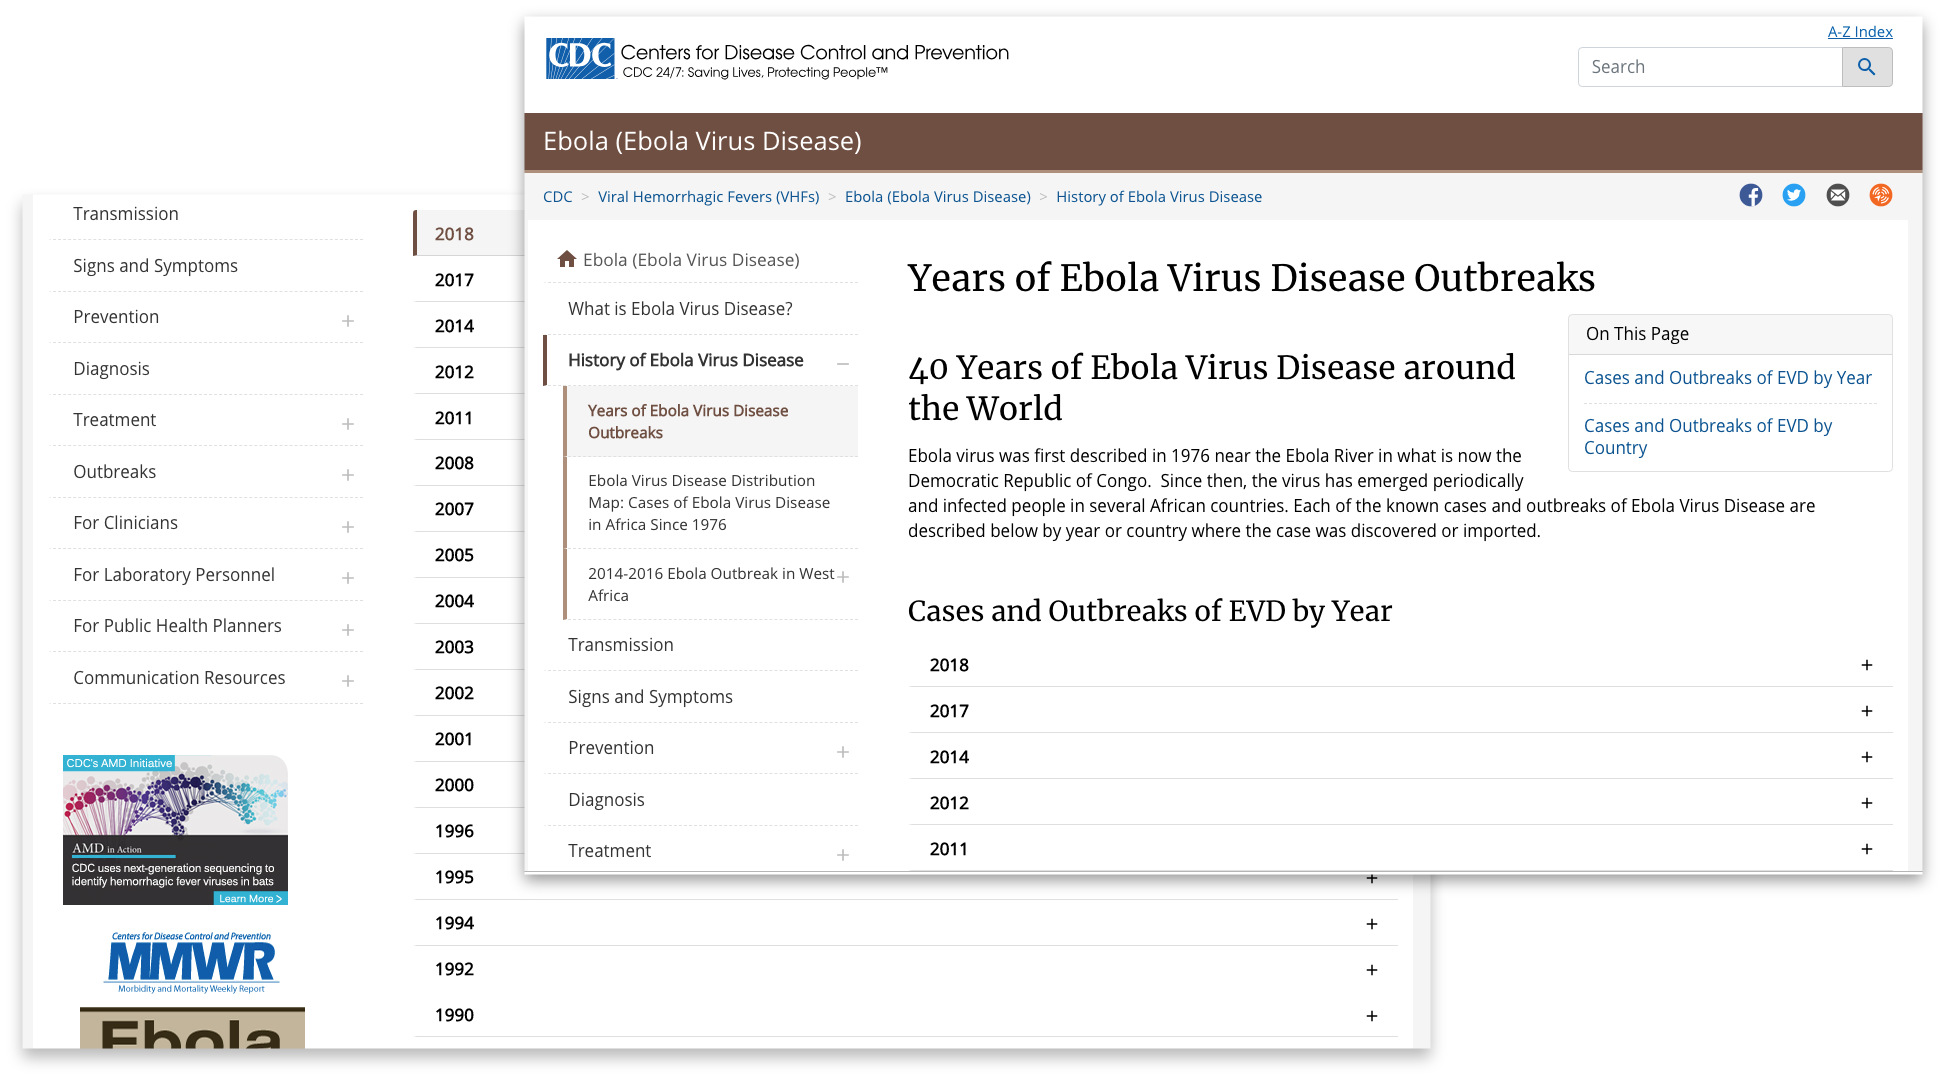 CDC Centers for Disease Control and Prevention
CDC 24/7: Saving Lives, Protecting People™
A-Z Index
Search
Ebola (Ebola Virus Disease)
CDC > Viral Hemorrhagic Fevers (VHFs) > Ebola (Ebola Virus Disease) > History of Ebola Virus Disease
Ebola (Ebola Virus Disease)
What is Ebola Virus Disease?
History of Ebola Virus Disease –
Years of Ebola Virus Disease
Outbreaks
Ebola Virus Disease Distribution
Map: Cases of Ebola Virus Disease
in Africa Since 1976
2014-2016 Ebola Outbreak in West +
Africa
Transmission
Signs and Symptoms
Prevention +
Diagnosis
Treatment +
Years of Ebola Virus Disease Outbreaks
On This Page
Cases and Outbreaks of EVD by Year
Cases and Outbreaks of EVD by
Country
40 Years of Ebola Virus Disease around
the World
Ebola virus was first described in 1976 near the Ebola River in what is now the
Democratic Republic of Congo.  Since then, the virus has emerged periodically
and infected people in several African countries. Each of the known cases and outbreaks of Ebola Virus Disease are
described below by year or country where the case was discovered or imported.
Cases and Outbreaks of EVD by Year
2018 +
2017 +
2014 +
2012 +
2011 +
Transmission
Signs and Symptoms
Prevention +
Diagnosis
Treatment +
Outbreaks +
For Clinicians +
For Laboratory Personnel +
For Public Health Planners +
Communication Resources +
CDC's AMD Initiative
AMD in Action
CDC uses next-generation sequencing to
identify hemorrhagic fever viruses in bats
Learn More >
Centers for Disease Control and Prevention
MMWR
Morbidity and Mortality Weekly Report
Ebola
2018
2017
2014
2012
2011
2008
2007
2005
2004
2003
2002
2001
2000
1996
1995 +
1994 +
1992 +
1990 +